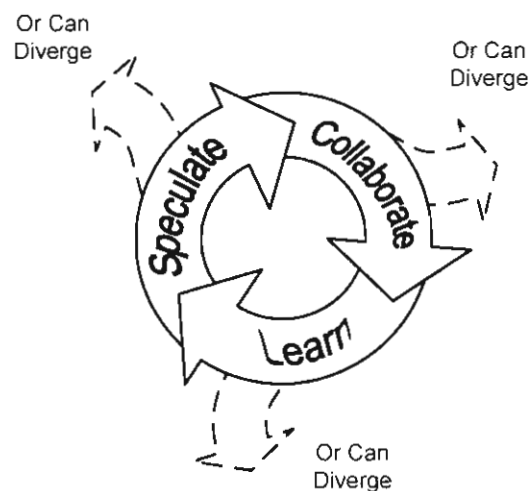 Or Can
Diverge
Or Can
Diverge
Speculate
Collaborate
Learn
Or Can
Diverge